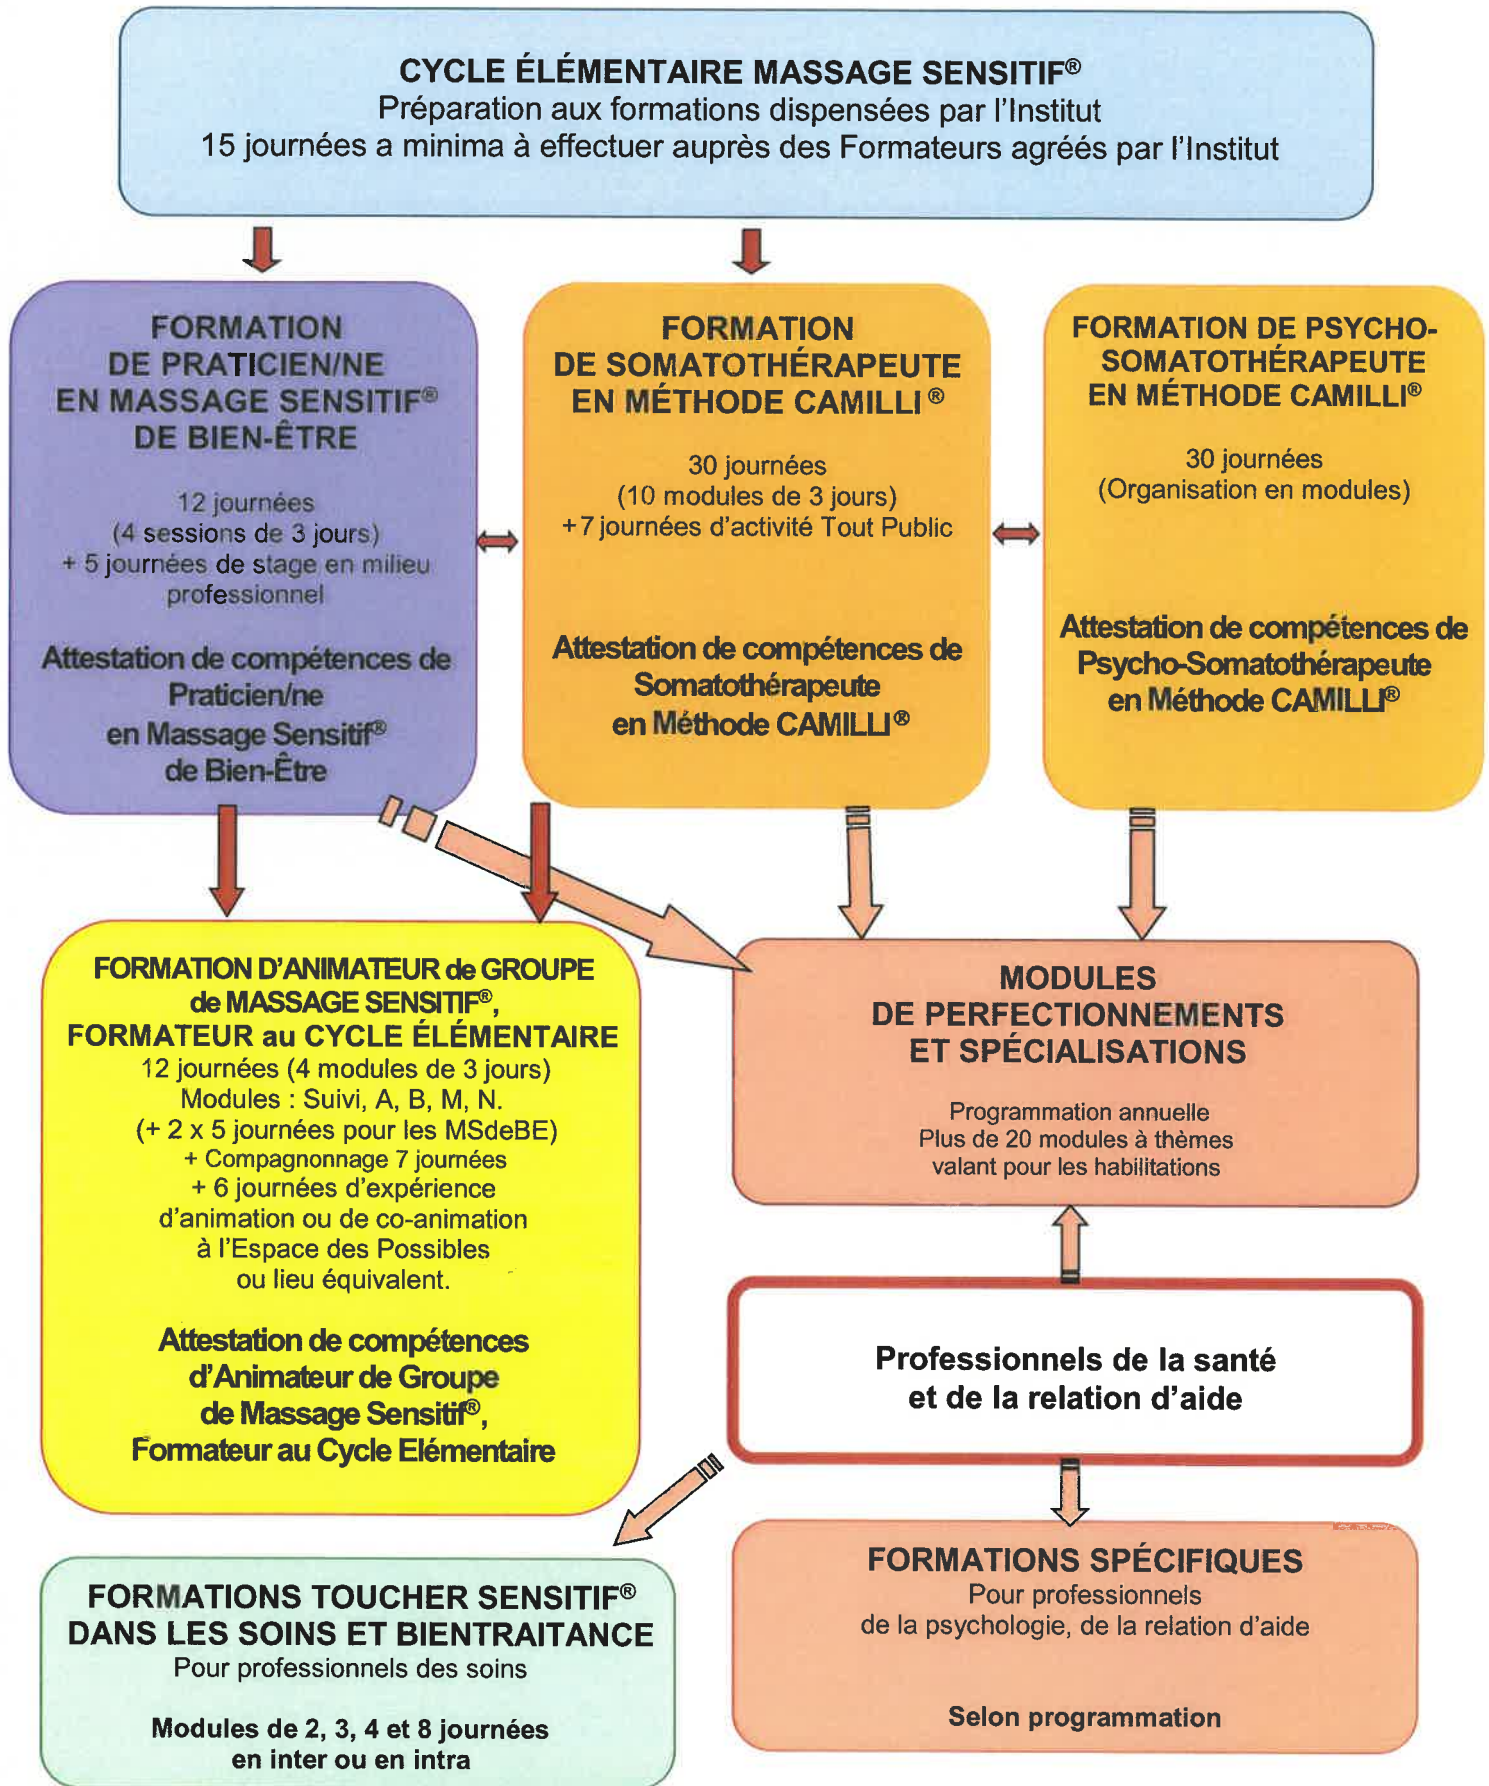 CYCLE ÉLÉMENTAIRE MASSAGE SENSITIF®
Préparation aux formations dispensées par l'Institut
15 journées a minima à effectuer auprès des Formateurs agréés par l'Institut
FORMATION
DE PRATICIEN/NE
EN MASSAGE SENSITIF®
DE BIEN-ÊTRE
12 journées
(4 sessions de 3 jours)
+ 5 journées de stage en milieu
professionnel
Attestation de compétences de
Praticien/ne
en Massage Sensitif®
de Bien-Être
FORMATION
DE SOMATOTHÉRAPEUTE
EN MÉTHODE CAMILLI®
30 journées
(10 modules de 3 jours)
+7 journées d'activité Tout Public
Attestation de compétences de
Somatothérapeute
en Méthode CAMILLI®
FORMATION DE PSYCHO-
SOMATOTHÉRAPEUTE
EN MÉTHODE CAMILLI®
30 journées
(Organisation en modules)
Attestation de compétences de
Psycho-Somatothérapeute
en Méthode CAMILLI®
FORMATION D'ANIMATEUR de GROUPE
de MASSAGE SENSITIF®,
FORMATEUR au CYCLE ÉLÉMENTAIRE
12 journées (4 modules de 3 jours)
Modules : Suivi, A, B, M, N.
(+ 2 x 5 journées pour les MSdeBE)
+ Compagnonnage 7 journées
+ 6 journées d'expérience
d'animation ou de co-animation
à l'Espace des Possibles
ou lieu équivalent.
Attestation de compétences
d'Animateur de Groupe
de Massage Sensitif®,
Formateur au Cycle Elémentaire
MODULES
DE PERFECTIONNEMENTS
ET SPÉCIALISATIONS
Programmation annuelle
Plus de 20 modules à thèmes
valant pour les habilitations
Professionnels de la santé
et de la relation d'aide
FORMATIONS TOUCHER SENSITIF®
DANS LES SOINS ET BIENTRAITANCE
Pour professionnels des soins
Modules de 2, 3, 4 et 8 journées
en inter ou en intra
FORMATIONS SPÉCIFIQUES
Pour professionnels
de la psychologie, de la relation d'aide
Selon programmation